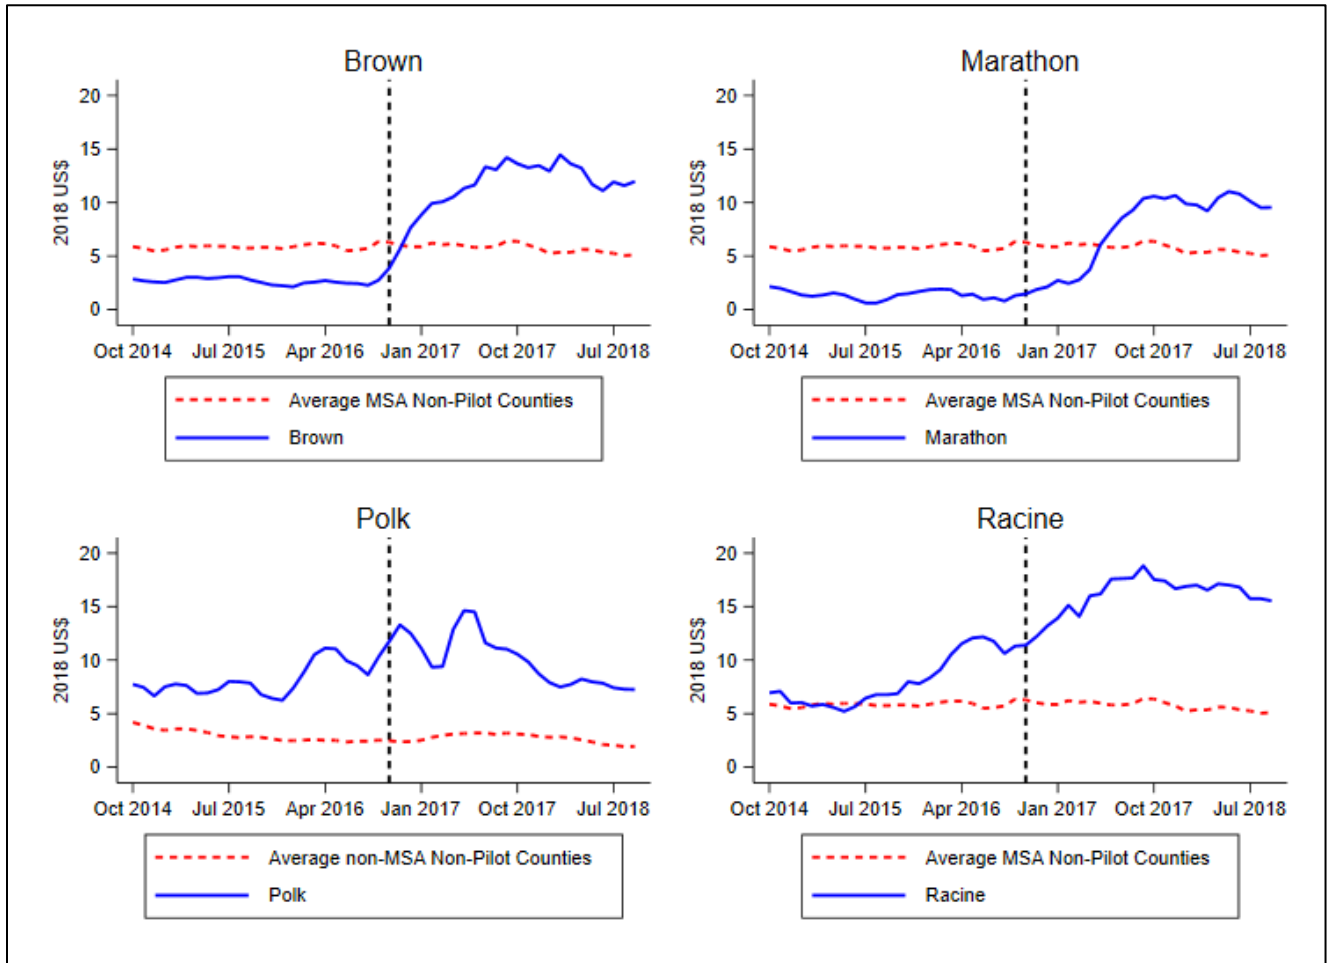 Brown
20
15
10
5
0
2018 US$
Oct 2014 Jul 2015 Apr 2016 Jan 2017 Oct 2017 Jul 2018
Average MSA Non-Pilot Counties
Brown
Marathon
20
15
10
5
0
2018 US$
Oct 2014 Jul 2015 Apr 2016 Jan 2017 Oct 2017 Jul 2018
Average MSA Non-Pilot Counties
Marathon
Polk
20
15
10
5
0
2018 US$
Oct 2014 Jul 2015 Apr 2016 Jan 2017 Oct 2017 Jul 2018
Average non-MSA Non-Pilot Counties
Polk
Racine
20
15
10
5
0
2018 US$
Oct 2014 Jul 2015 Apr 2016 Jan 2017 Oct 2017 Jul 2018
Average MSA Non-Pilot Counties
Racine